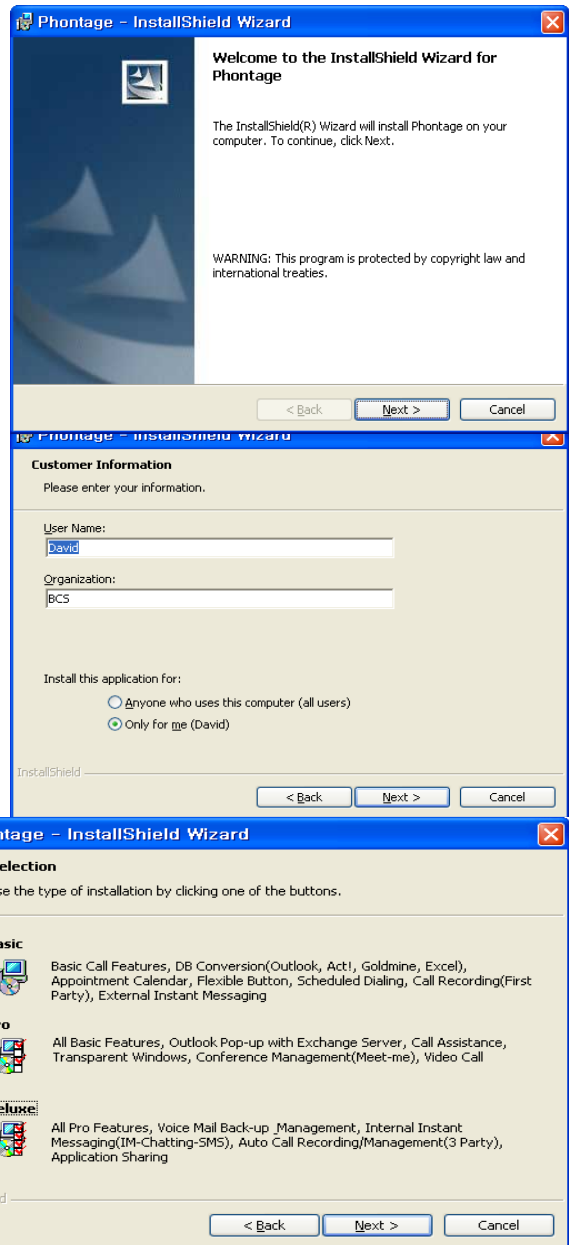 Phontage - InstallShield Wizard
Welcome to the InstallShield Wizard for
Phontage
The InstallShield(R) Wizard will install Phontage on your
computer. To continue, click Next.
WARNING: This program is protected by copyright law and
international treaties.
< Back
Next >
Cancel
Phontage - InstallShield Wizard
Customer Information
Please enter your information.
User Name:
David
Organization:
BCS
Install this application for:
Anyone who uses this computer (all users)
Only for me (David)
InstallShield
< Back
Next >
Cancel
ntage - InstallShield Wizard
election
se the type of installation by clicking one of the buttons.
asic
Basic Call Features, DB Conversion(Outlook, Act!, Goldmine, Excel),
Appointment Calendar, Flexible Button, Scheduled Dialing, Call Recording(First
Party), External Instant Messaging
ro
All Basic Features, Outlook Pop-up with Exchange Server, Call Assistance,
Transparent Windows, Conference Management(Meet-me), Video Call
eluxe
All Pro Features, Voice Mail Back-up ,Management, Internal Instant
Messaging(IM-Chatting-SMS), Auto Call Recording/Management(3 Party),
Application Sharing
d
< Back
Next >
Cancel